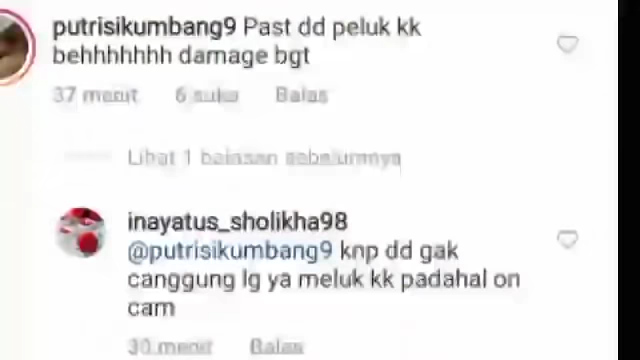 putrisikumbang9 Past dd peluk kk
behhhhhhh damage bgt
37 menit 6 suka Balas
Lihat 1 balasan sebelumnya
inayatus_sholikha98
@putrisikumbang9 knp dd gak
canggung lg ya meluk kk padahal on
cam
30 menit Balas